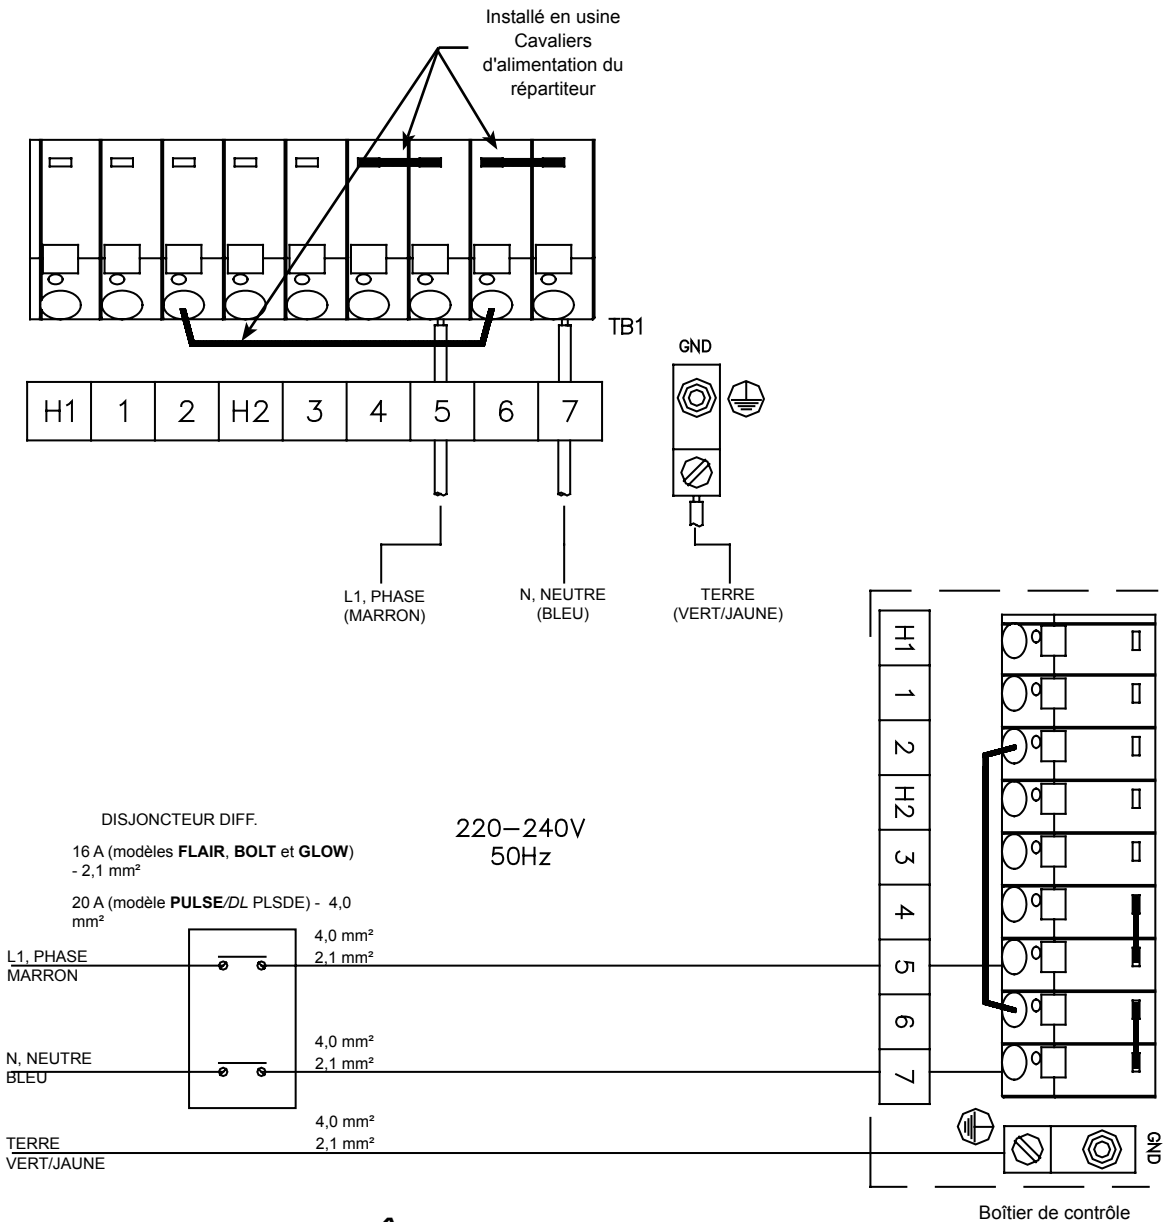 Installé en usine
Cavaliers
d'alimentation du
répartiteur
TB1
GND
H1 1 2 H2 3 4 5 6 7
L1, PHASE
(MARRON)
N, NEUTRE
(BLEU)
TERRE
(VERT/JAUNE)
H1
1
2
H2
3
4
5
6
7
DISJONCTEUR DIFF.
16 A (modèles FLAIR, BOLT et GLOW)
- 2,1 mm²
20 A (modèle PULSE/DL PLSDE) - 4,0
mm²
220-240V
50Hz
L1, PHASE
MARRON
4,0 mm²
2,1 mm²
N, NEUTRE
BLEU
4,0 mm²
2,1 mm²
TERRE
VERT/JAUNE
4,0 mm²
2,1 mm²
GND
Boîtier de contrôle